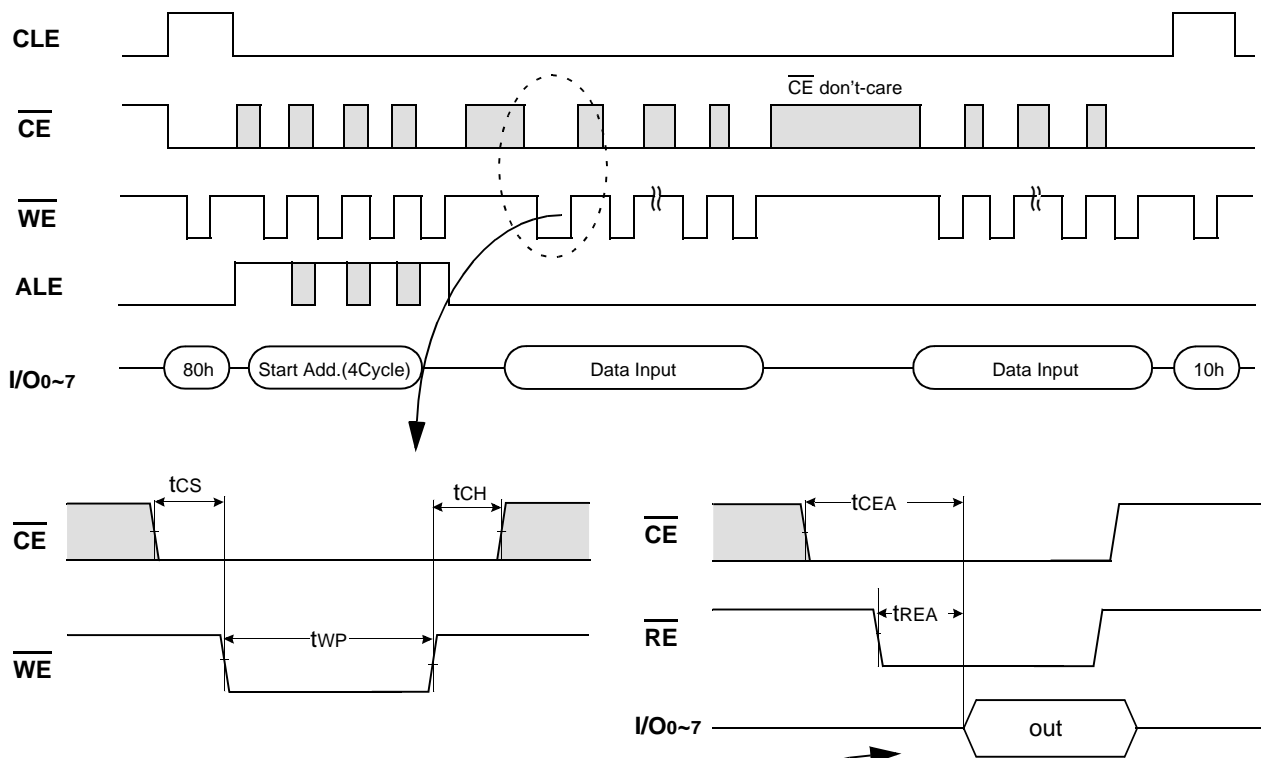 CLE
CE don't-care
CE
WE
ALE
I/O0~7
80h
Start Add.(4Cycle)
Data Input
Data Input
10h
tCS
tCH
CE
tWP
WE
tCEA
CE
tREA
RE
I/O0~7
out